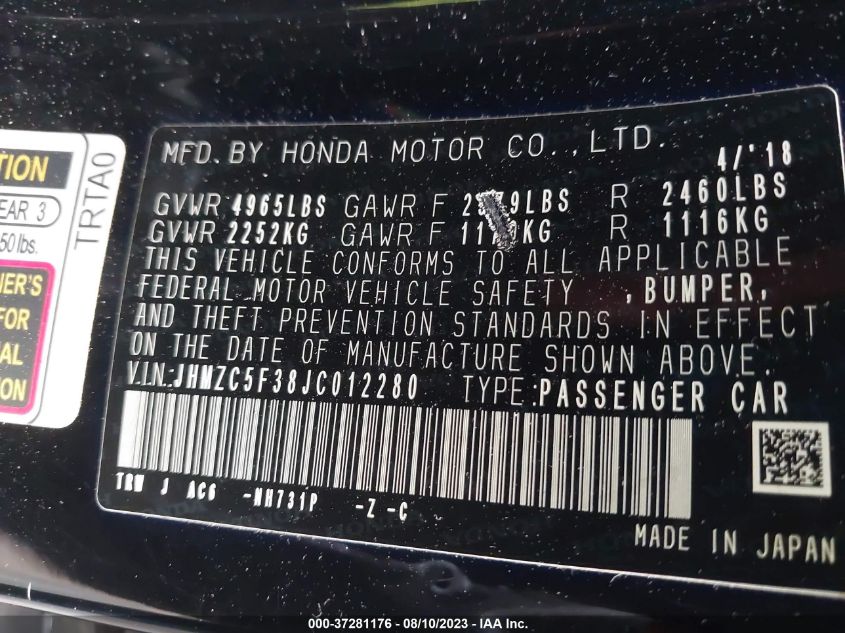 TION
EAR 3
50 lbs.
NER'S
FOR
AL
ION
TRTA0
MFD. BY HONDA MOTOR CO., LTD. 4/'18
GVWR 4965LBS GAWR F LBS R 2460LBS
GVWR 2252KG GAWR F KG R 1116KG
THIS VEHICLE CONFORMS TO ALL APPLICABLE
FEDERAL MOTOR VEHICLE SAFETY , BUMPER,
AND THEFT PREVENTION STANDARDS IN EFFECT
ON THE DATE OF MANUFACTURE SHOWN ABOVE.
VIN:JHMZC5F38JC012280 TYPE:PASSENGER CAR
TRW J AC6 -NH731P -Z -C
MADE IN JAPAN
000-37281176 - 08/10/2023 - IAA Inc.